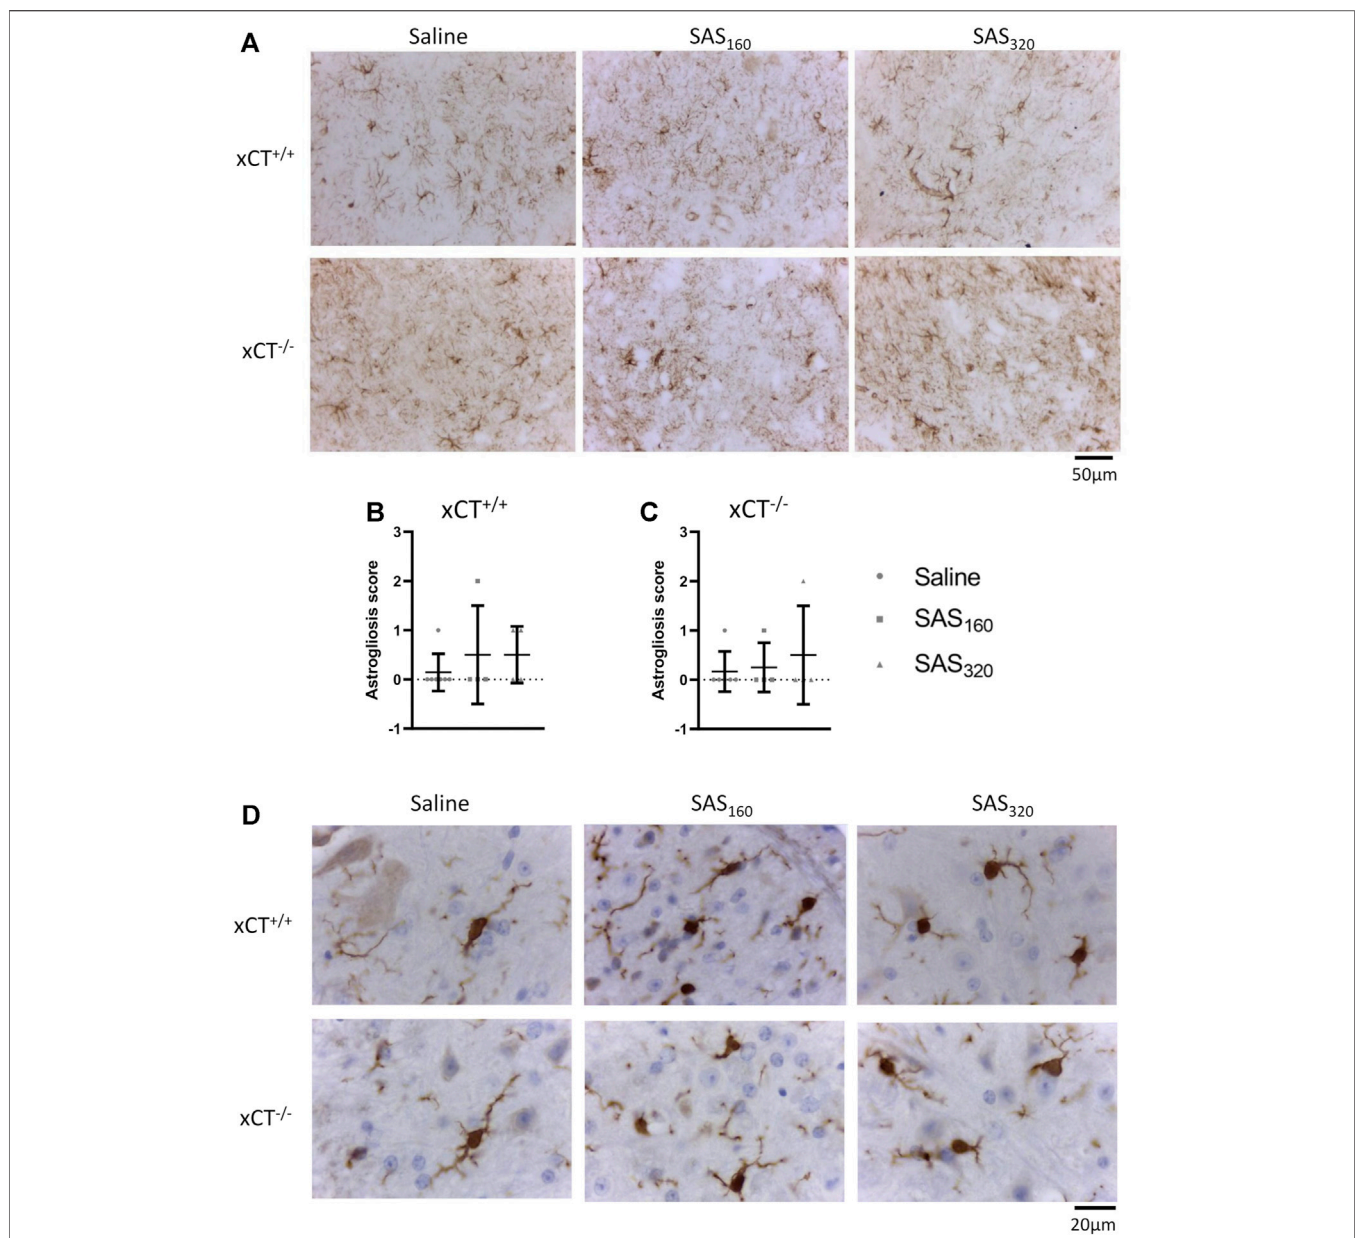 A
Saline SAS160 SAS320
xCT+/+
xCT-/-
50µm
B xCT+/+
Astrogliosis score
3
2
1
0
-1
C xCT-/-
Astrogliosis score
3
2
1
0
-1
Saline
SAS160
SAS320
D
Saline SAS160 SAS320
xCT+/+
xCT-/-
20µm